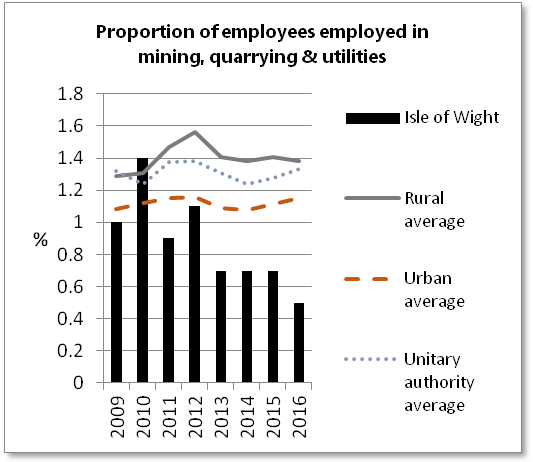 Proportion of employees employed in
mining, quarrying & utilities
1.8
1.6
1.4
1.2
1
0.8
0.6
0.4
0.2
0
%
2009
2010
2011
2012
2013
2014
2015
2016
Isle of Wight
Rural
average
Urban
average
Unitary
authority
average